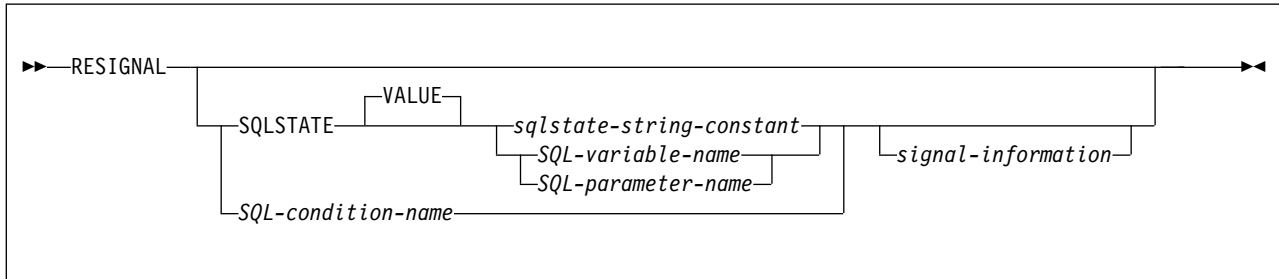 RESIGNAL
VALUE
SQLSTATE
sqlstate-string-constant
SQL-variable-name
SQL-parameter-name
signal-information
SQL-condition-name